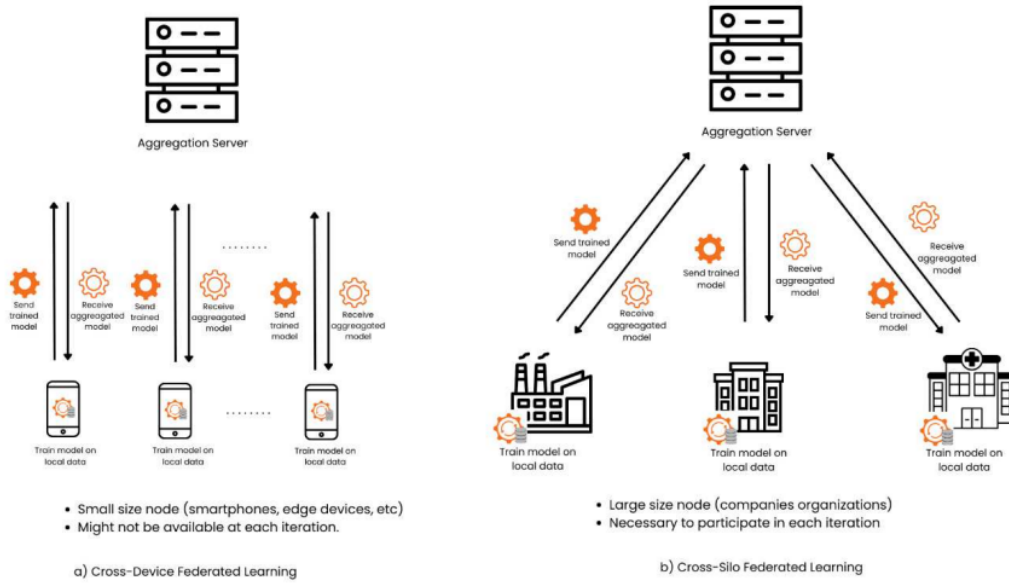 Aggregation Server
Send
trained
model
Receive
aggreagated
model
Send
trained
model
Receive
aggreagated
model
..........
Send
trained
model
Receive
aggreagated
model
........
Train model on
local data
Train model on
local data
Train model on
local data
• Small size node (smartphones, edge devices, etc)
• Might not be available at each iteration.
a) Cross-Device Federated Learning
Aggregation Server
Send trained
model
Receive
aggreagated
model
Send trained
model
Receive
aggreagated
model
Receive
aggreagated
model
Send trained
model
Train model on
local data
Train model on
local data
Train model on
local data
• Large size node (companies organizations)
• Necessary to participate in each iteration
b) Cross-Silo Federated Learning